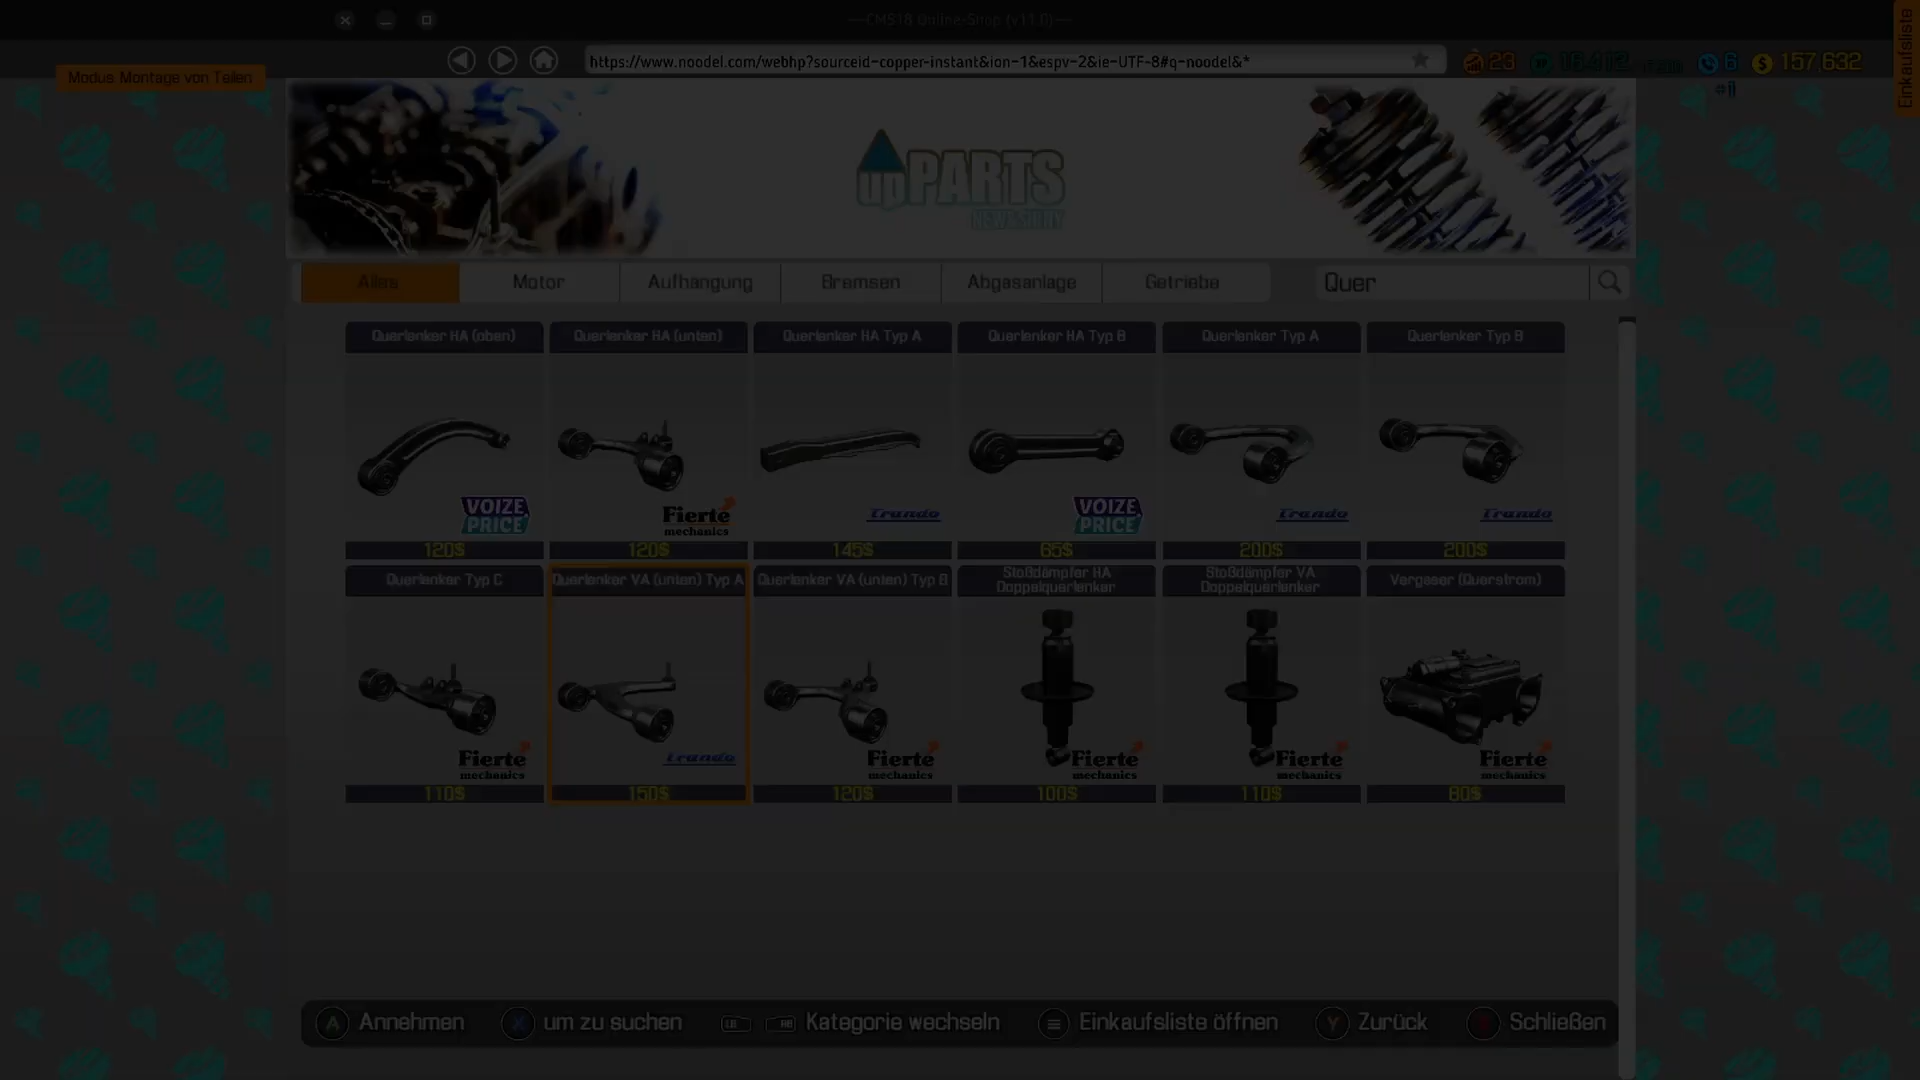 —CMS18 Online-Shop (v11.0)—
Einkaufsliste
Modus Montage von Teilen
https://www.noodel.com/webhp?sourceid-copper-instant&ion-1&espv-2&ie-UTF-8#q-noodel&*
23
6
157,632
upPARTS
Alles
Motor
Aufhängung
Bremsen
Abgasanlage
Getriebe
Quer
Querlenker HA (oben)
Querlenker HA (unten)
Querlenker HA Typ A
Querlenker HA Typ B
Querlenker Typ A
Querlenker Typ B
VOIZE PRICE
Fierte mechanics
Trando
VOIZE PRICE
Trando
Trando
120$
120$
145$
65$
200$
200$
Querlenker Typ C
Querlenker VA (unten) Typ A
Querlenker VA (unten) Typ B
Stoßdämpfer HA
Doppelquerlenker
Stoßdämpfer VA
Doppelquerlenker
Vergaser (Querstrom)
Fierte mechanics
Trando
Fierte mechanics
Fierte mechanics
Fierte mechanics
Fierte mechanics
110$
150$
120$
100$
110$
80$
A Annehmen
X um zu suchen
LB RB Kategorie wechseln
Einkaufsliste öffnen
Y Zurück
Schließen